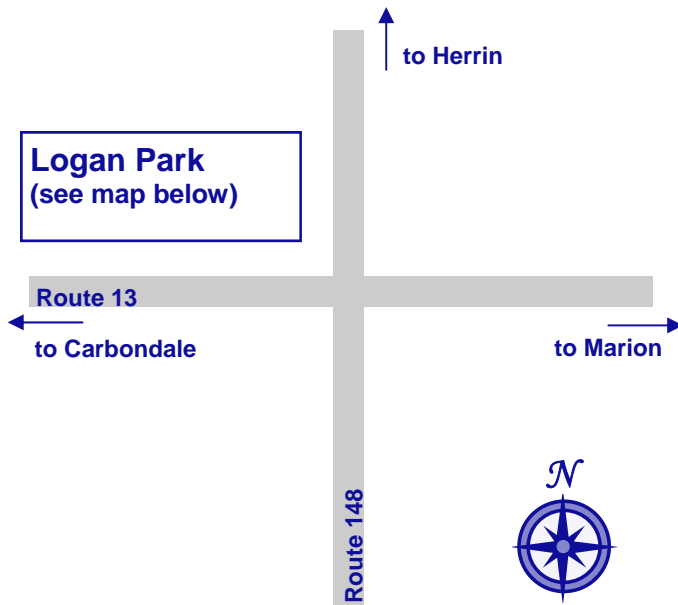 to Herrin
Logan Park
(see map below)
Route 13
to Carbondale
to Marion
N
Route 148